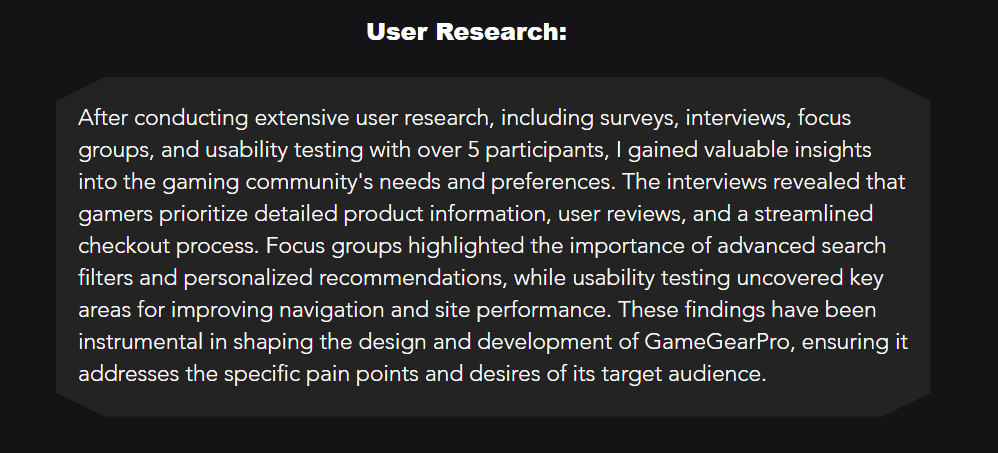 User Research:
After conducting extensive user research, including surveys, interviews, focus
groups, and usability testing with over 5 participants, I gained valuable insights
into the gaming community's needs and preferences. The interviews revealed that
gamers prioritize detailed product information, user reviews, and a streamlined
checkout process. Focus groups highlighted the importance of advanced search
filters and personalized recommendations, while usability testing uncovered key
areas for improving navigation and site performance. These findings have been
instrumental in shaping the design and development of GameGearPro, ensuring it
addresses the specific pain points and desires of its target audience.